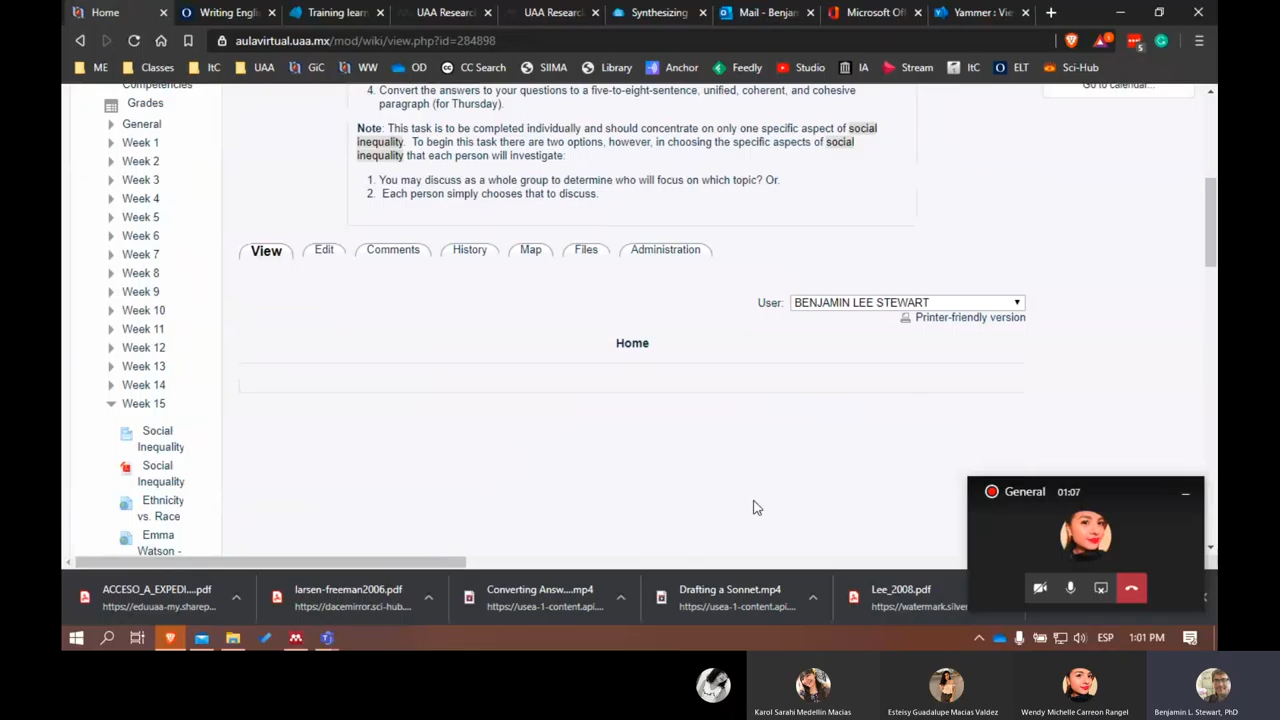 Home
Writing Engl
Training learn
UAA Resear
UAA Resear
Synthesizing
Mail - Benjan
Microsoft Of
Yammer : Vie
aulavirtual.uaa.mx/mod/wiki/view.php?id=284898
5
ME
Classes
ItC
UAA
GiC
WW
OD
CC Search
SIIMA
Library
Anchor
Feedly
Studio
IA
Stream
ItC
ELT
Sci-Hub
Competencies
Grades
General
Week 1
Week 2
Week 3
Week 4
Week 5
Week 6
Week 7
Week 8
Week 9
Week 10
Week 11
Week 12
Week 13
Week 14
Week 15
Social
Inequality
Social
Inequality
Ethnicity
vs. Race
Emma
Watson -
4. Convert the answers to your questions to a five-to-eight-sentence, unified, coherent, and cohesive
paragraph (for Thursday).
Note: This task is to be completed individually and should concentrate on only one specific aspect of social
inequality. To begin this task there are two options, however, in choosing the specific aspects of social
inequality that each person will investigate:
1. You may discuss as a whole group to determine who will focus on which topic? Or.
2. Each person simply chooses that to discuss.
Go to calendar...
View
Edit
Comments
History
Map
Files
Administration
User:
BENJAMIN LEE STEWART
Printer-friendly version
Home
General
01:07
ACCESO_A_EXPEDI....pdf
https://eduuaa-my.sharep...
larsen-freeman2006.pdf
https://dacemirror.sci-hub...
Converting Answ....mp4
https://usea-1-content.api....
Drafting a Sonnet.mp4
https://usea-1-content.api....
Lee_2008.pdf
https://watermark.silver
ESP
1:01 PM
Karol Sarahi Medellin Macias
Esteisy Guadalupe Macias Valdez
Wendy Michelle Carreon Rangel
Benjamin L. Stewart, PhD